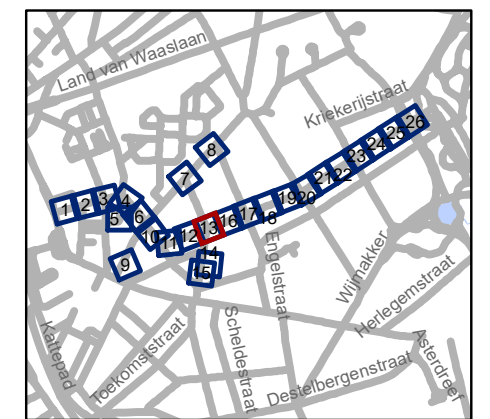 Land van Waaslaan
Kriekerijstraat
8
7
26
25
24
23
22
21
20
19
18
17
16
13
12
11
10
6
5
4
3
2
1
14
15
9
Engelstraat
Wijmakker
Herlegemstraat
Kattepad
Toekomststraat
Scheldestraat
Destelbergenstraat
Asterdreef